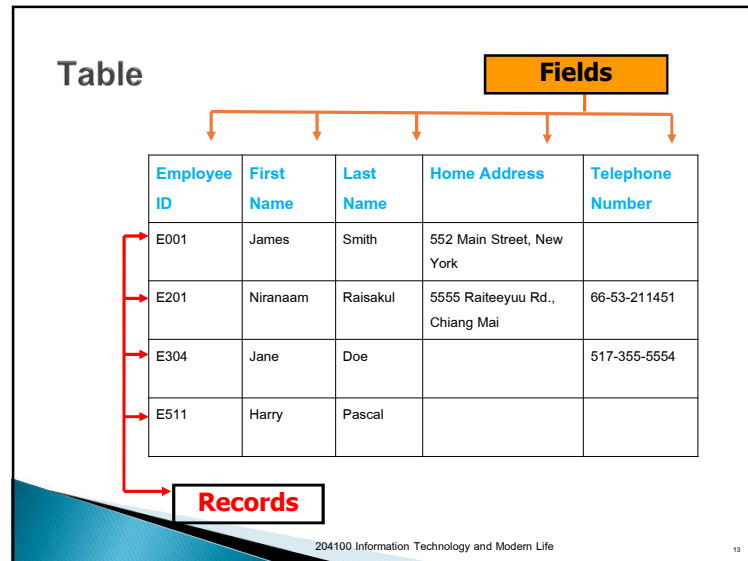 Table
Fields
Employee ID First Name Last Name Home Address Telephone Number
E001 James Smith 552 Main Street, New York
E201 Niranaam Raisakul 5555 Raiteeyuu Rd., Chiang Mai 66-53-211451
E304 Jane Doe 517-355-5554
E511 Harry Pascal
Records
204100 Information Technology and Modern Life
13